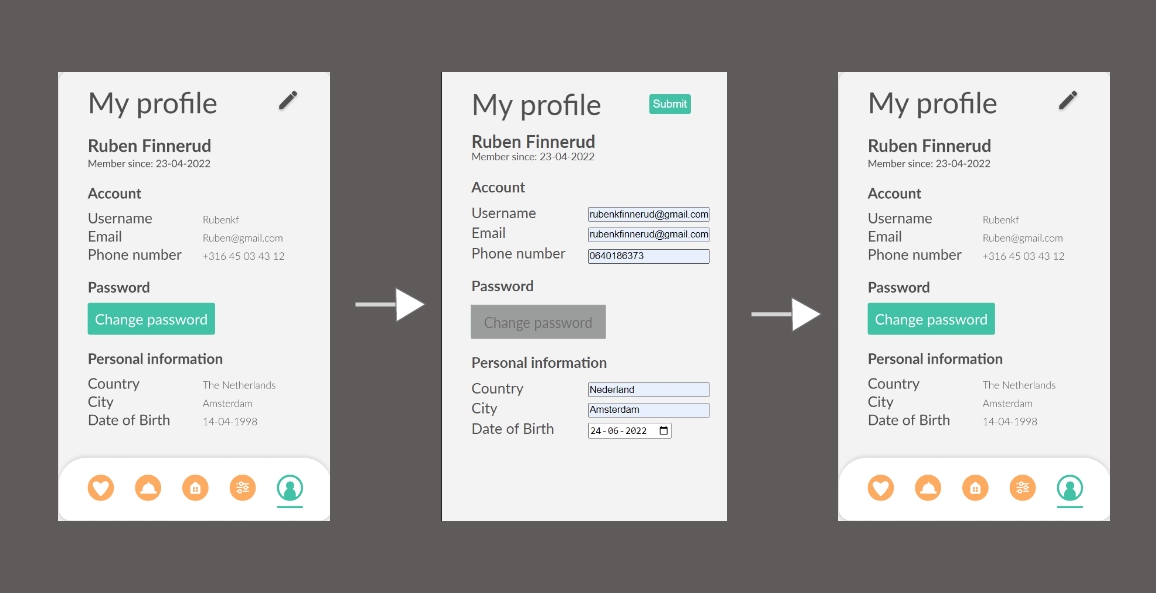 My profile
Ruben Finnerud
Member since: 23-04-2022
Account
Username Rubenkf
Email Ruben@gmail.com
Phone number +316 45 03 43 12
Password
Change password
Personal information
Country The Netherlands
City Amsterdam
Date of Birth 14-04-1998
My profile Submit
Ruben Finnerud
Member since: 23-04-2022
Account
Username rubenkfinnerud@gmail.com
Email rubenkfinnerud@gmail.com
Phone number 0640186373
Password
Change password
Personal information
Country Nederland
City Amsterdam
Date of Birth 24-06-2022
My profile
Ruben Finnerud
Member since: 23-04-2022
Account
Username Rubenkf
Email Ruben@gmail.com
Phone number +316 45 03 43 12
Password
Change password
Personal information
Country The Netherlands
City Amsterdam
Date of Birth 14-04-1998